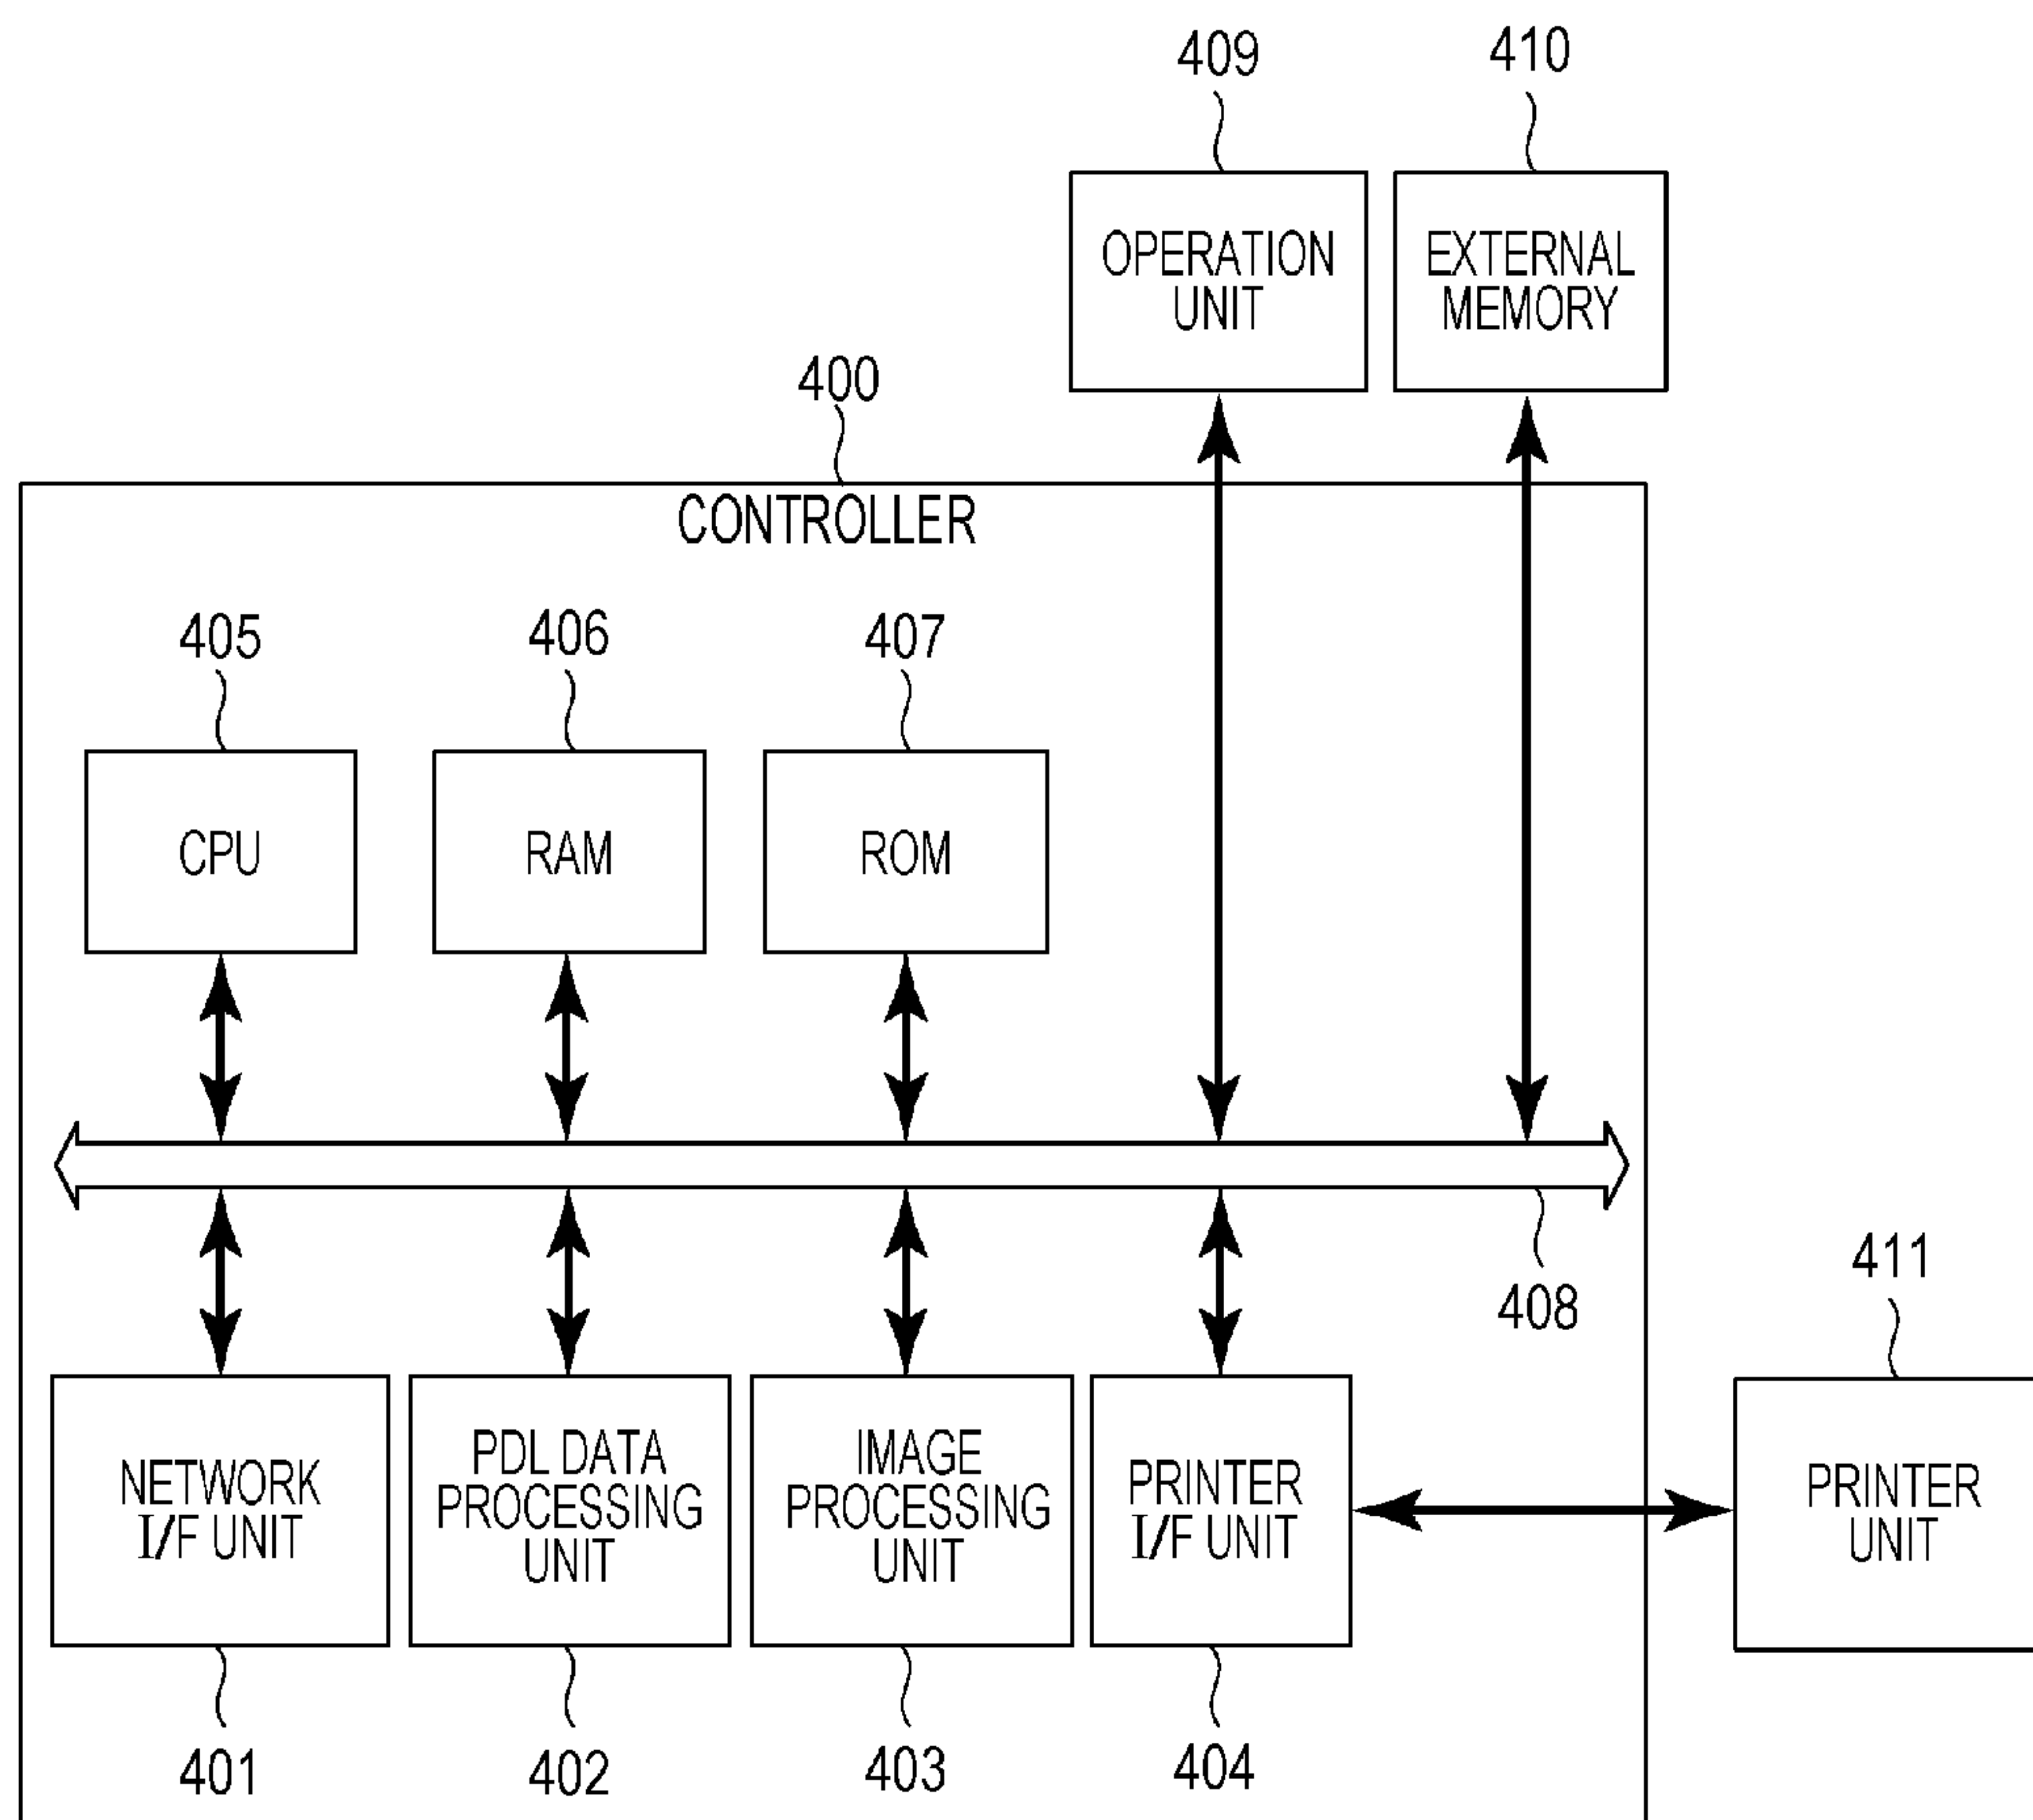 409
410
OPERATION
UNIT
EXTERNAL
MEMORY
400
CONTROLLER
405
406
407
CPU
RAM
ROM
408
411
NETWORK
I/F UNIT
PDL DATA
PROCESSING
UNIT
IMAGE
PROCESSING
UNIT
PRINTER
I/F UNIT
PRINTER
UNIT
401
402
403
404